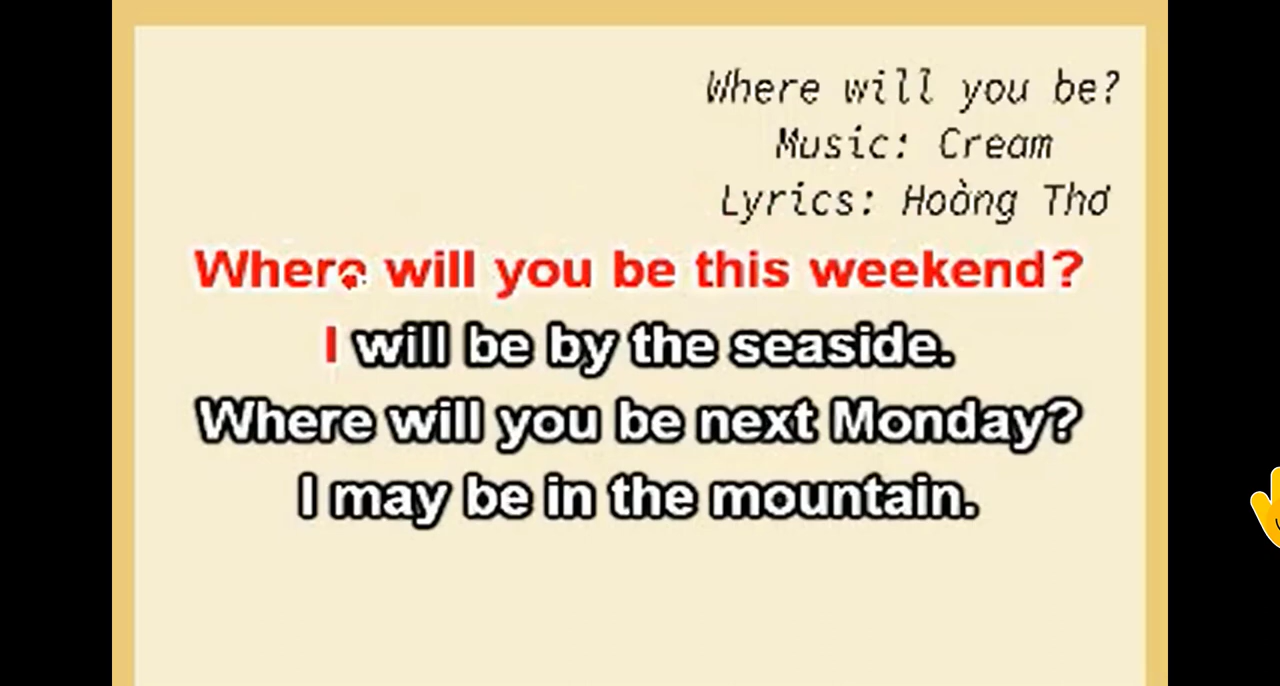 Where will you be?
Music: Cream
Lyrics: Hoàng Thơ
Where will you be this weekend?
I will be by the seaside.
Where will you be next Monday?
I may be in the mountain.